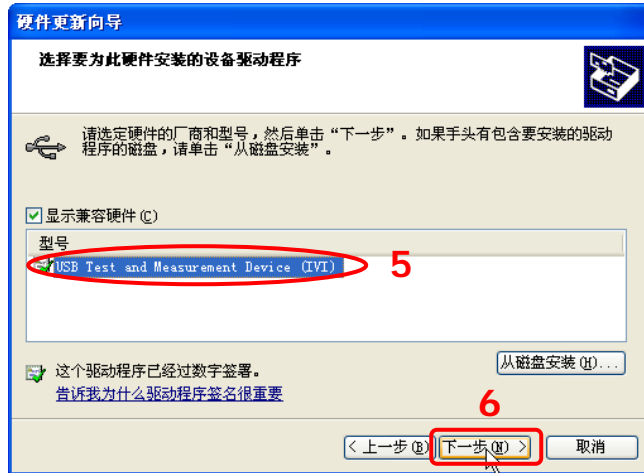 硬件更新向导
选择要为此硬件安装的设备驱动程序
请选定硬件的厂商和型号，然后单击“下一步”。如果手头有包含要安装的驱动
程序的磁盘，请单击“从磁盘安装”。
显示兼容硬件(C)
型号
USB Test and Measurement Device (IVI)
5
这个驱动程序已经过数字签署。
从磁盘安装(H)...
告诉我为什么驱动程序签名很重要
6
< 上一步(B)
下一步(N) >
取消